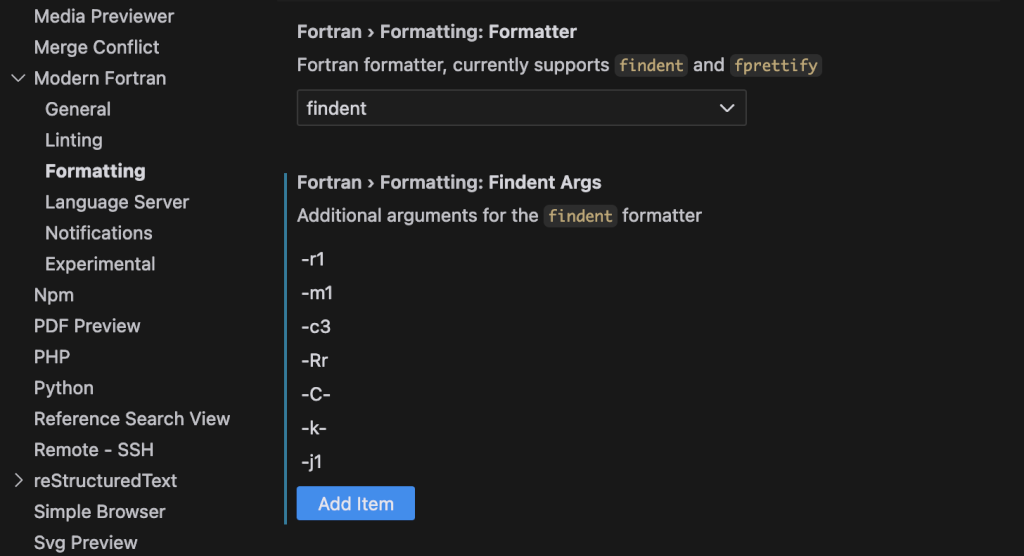 Media Previewer
Merge Conflict
Modern Fortran
General
Linting
Formatting
Language Server
Notifications
Experimental
Npm
PDF Preview
PHP
Python
Reference Search View
Remote - SSH
reStructuredText
Simple Browser
Svg Preview
Fortran › Formatting: Formatter
Fortran formatter, currently supports findent and fprettify
findent
Fortran › Formatting: Findent Args
Additional arguments for the findent formatter
-r1
-m1
-c3
-Rr
-C-
-k-
-j1
Add Item